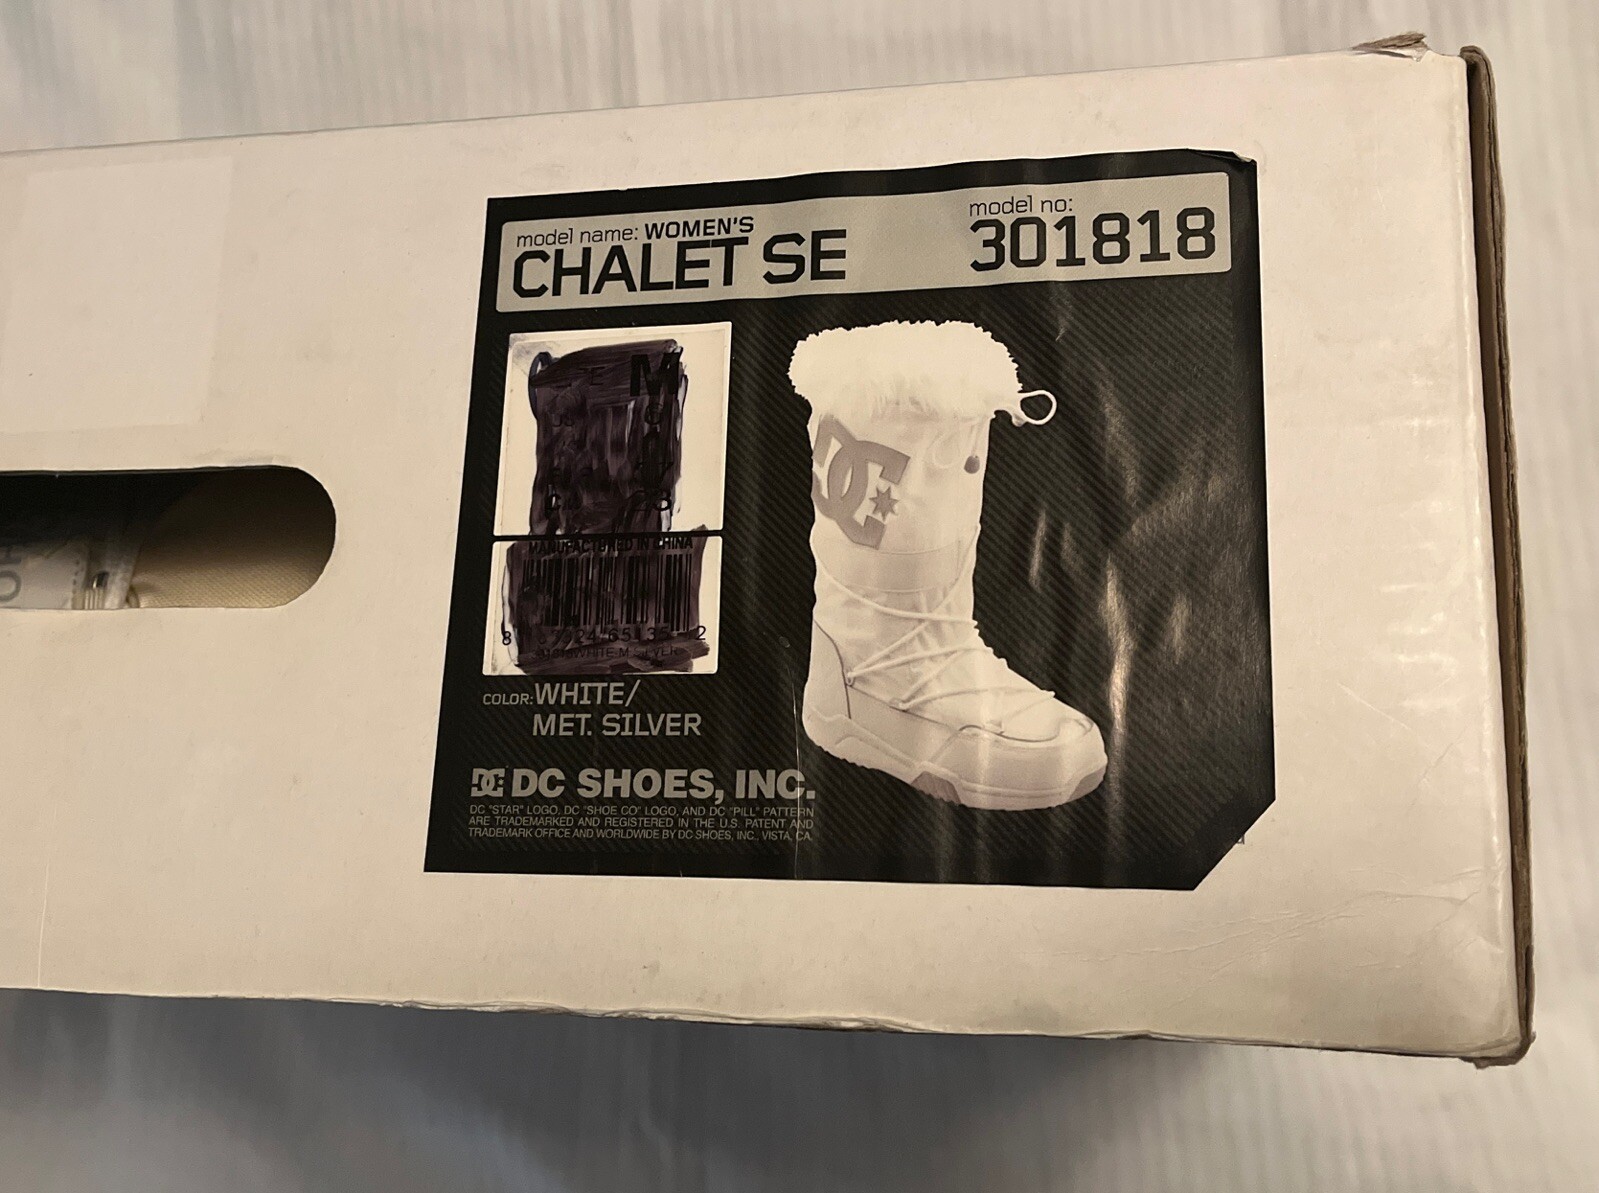 model name: WOMEN'S
CHALET SE
model no:
301818
M
MANUFACTURED IN CHINA
COLOR: WHITE/
MET. SILVER
DC SHOES, INC.
DC "STAR" LOGO, DC "SHOE CO" LOGO, AND DC "PILL" PATTERN
ARE TRADEMARKED AND REGISTERED IN THE U.S. PATENT AND
TRADEMARK OFFICE AND WORLDWIDE BY DC SHOES, INC., VISTA, CA.